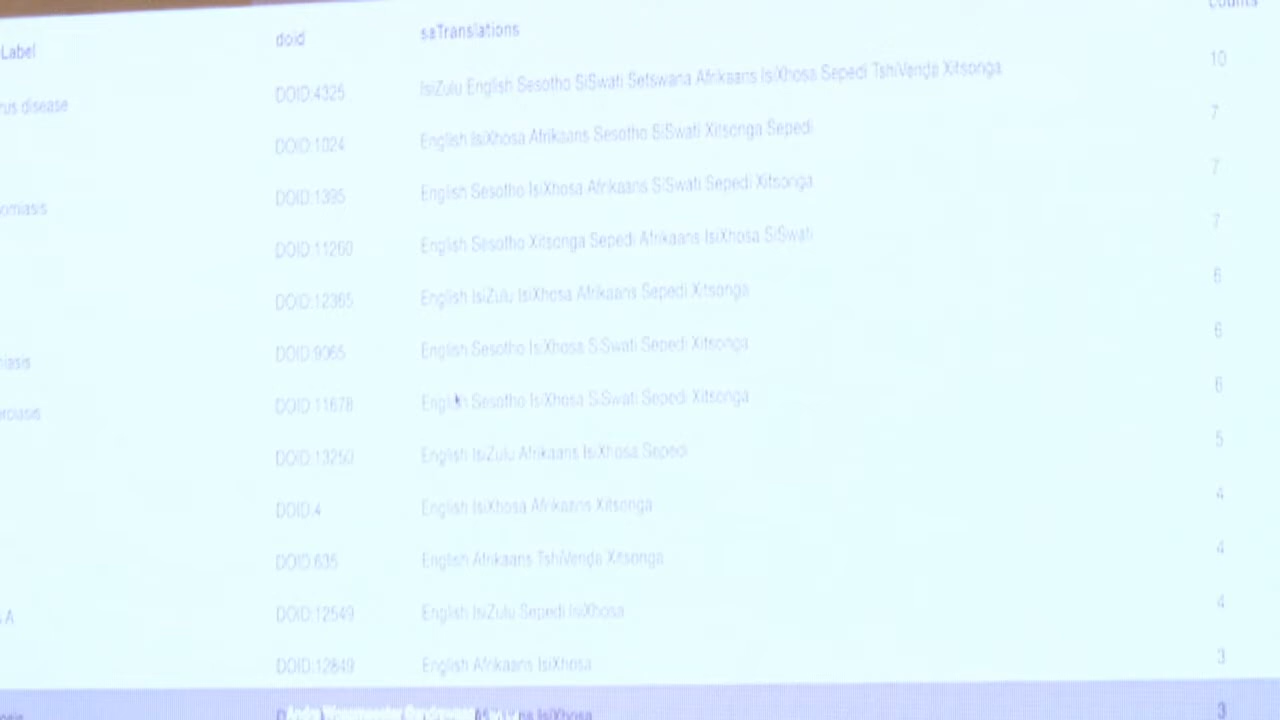 Label doid saTranslations counts
rus disease DOID:4325 IsiZulu English Sesotho SiSwati Setswana Afrikaans IsiXhosa Sepedi TshiVenda Xitsonga 10
DOID:1024 English IsiXhosa Afrikaans Sesotho SiSwati Xitsonga Sepedi 7
omiasis DOID:1395 English Sesotho IsiXhosa Afrikaans SiSwati Sepedi Xitsonga 7
DOID:11260 English Sesotho Xitsonga Sepedi Afrikaans IsiXhosa SiSwati 7
DOID:12365 English IsiZulu IsiXhosa Afrikaans Sepedi Xitsonga 6
iasis DOID:9065 English Sesotho IsiXhosa SiSwati Sepedi Xitsonga 6
DOID:11678 English Sesotho IsiXhosa SiSwati Sepedi Xitsonga 6
DOID:13250 English IsiZulu Afrikaans IsiXhosa Sepedi 5
DOID:4 English IsiXhosa Afrikaans Xitsonga 4
DOID:635 English Afrikaans TshiVenda Xitsonga 4
A DOID:12549 English IsiZulu Sepedi IsiXhosa 4
DOID:12849 English Afrikaans IsiXhosa 3
IsiXhosa 3